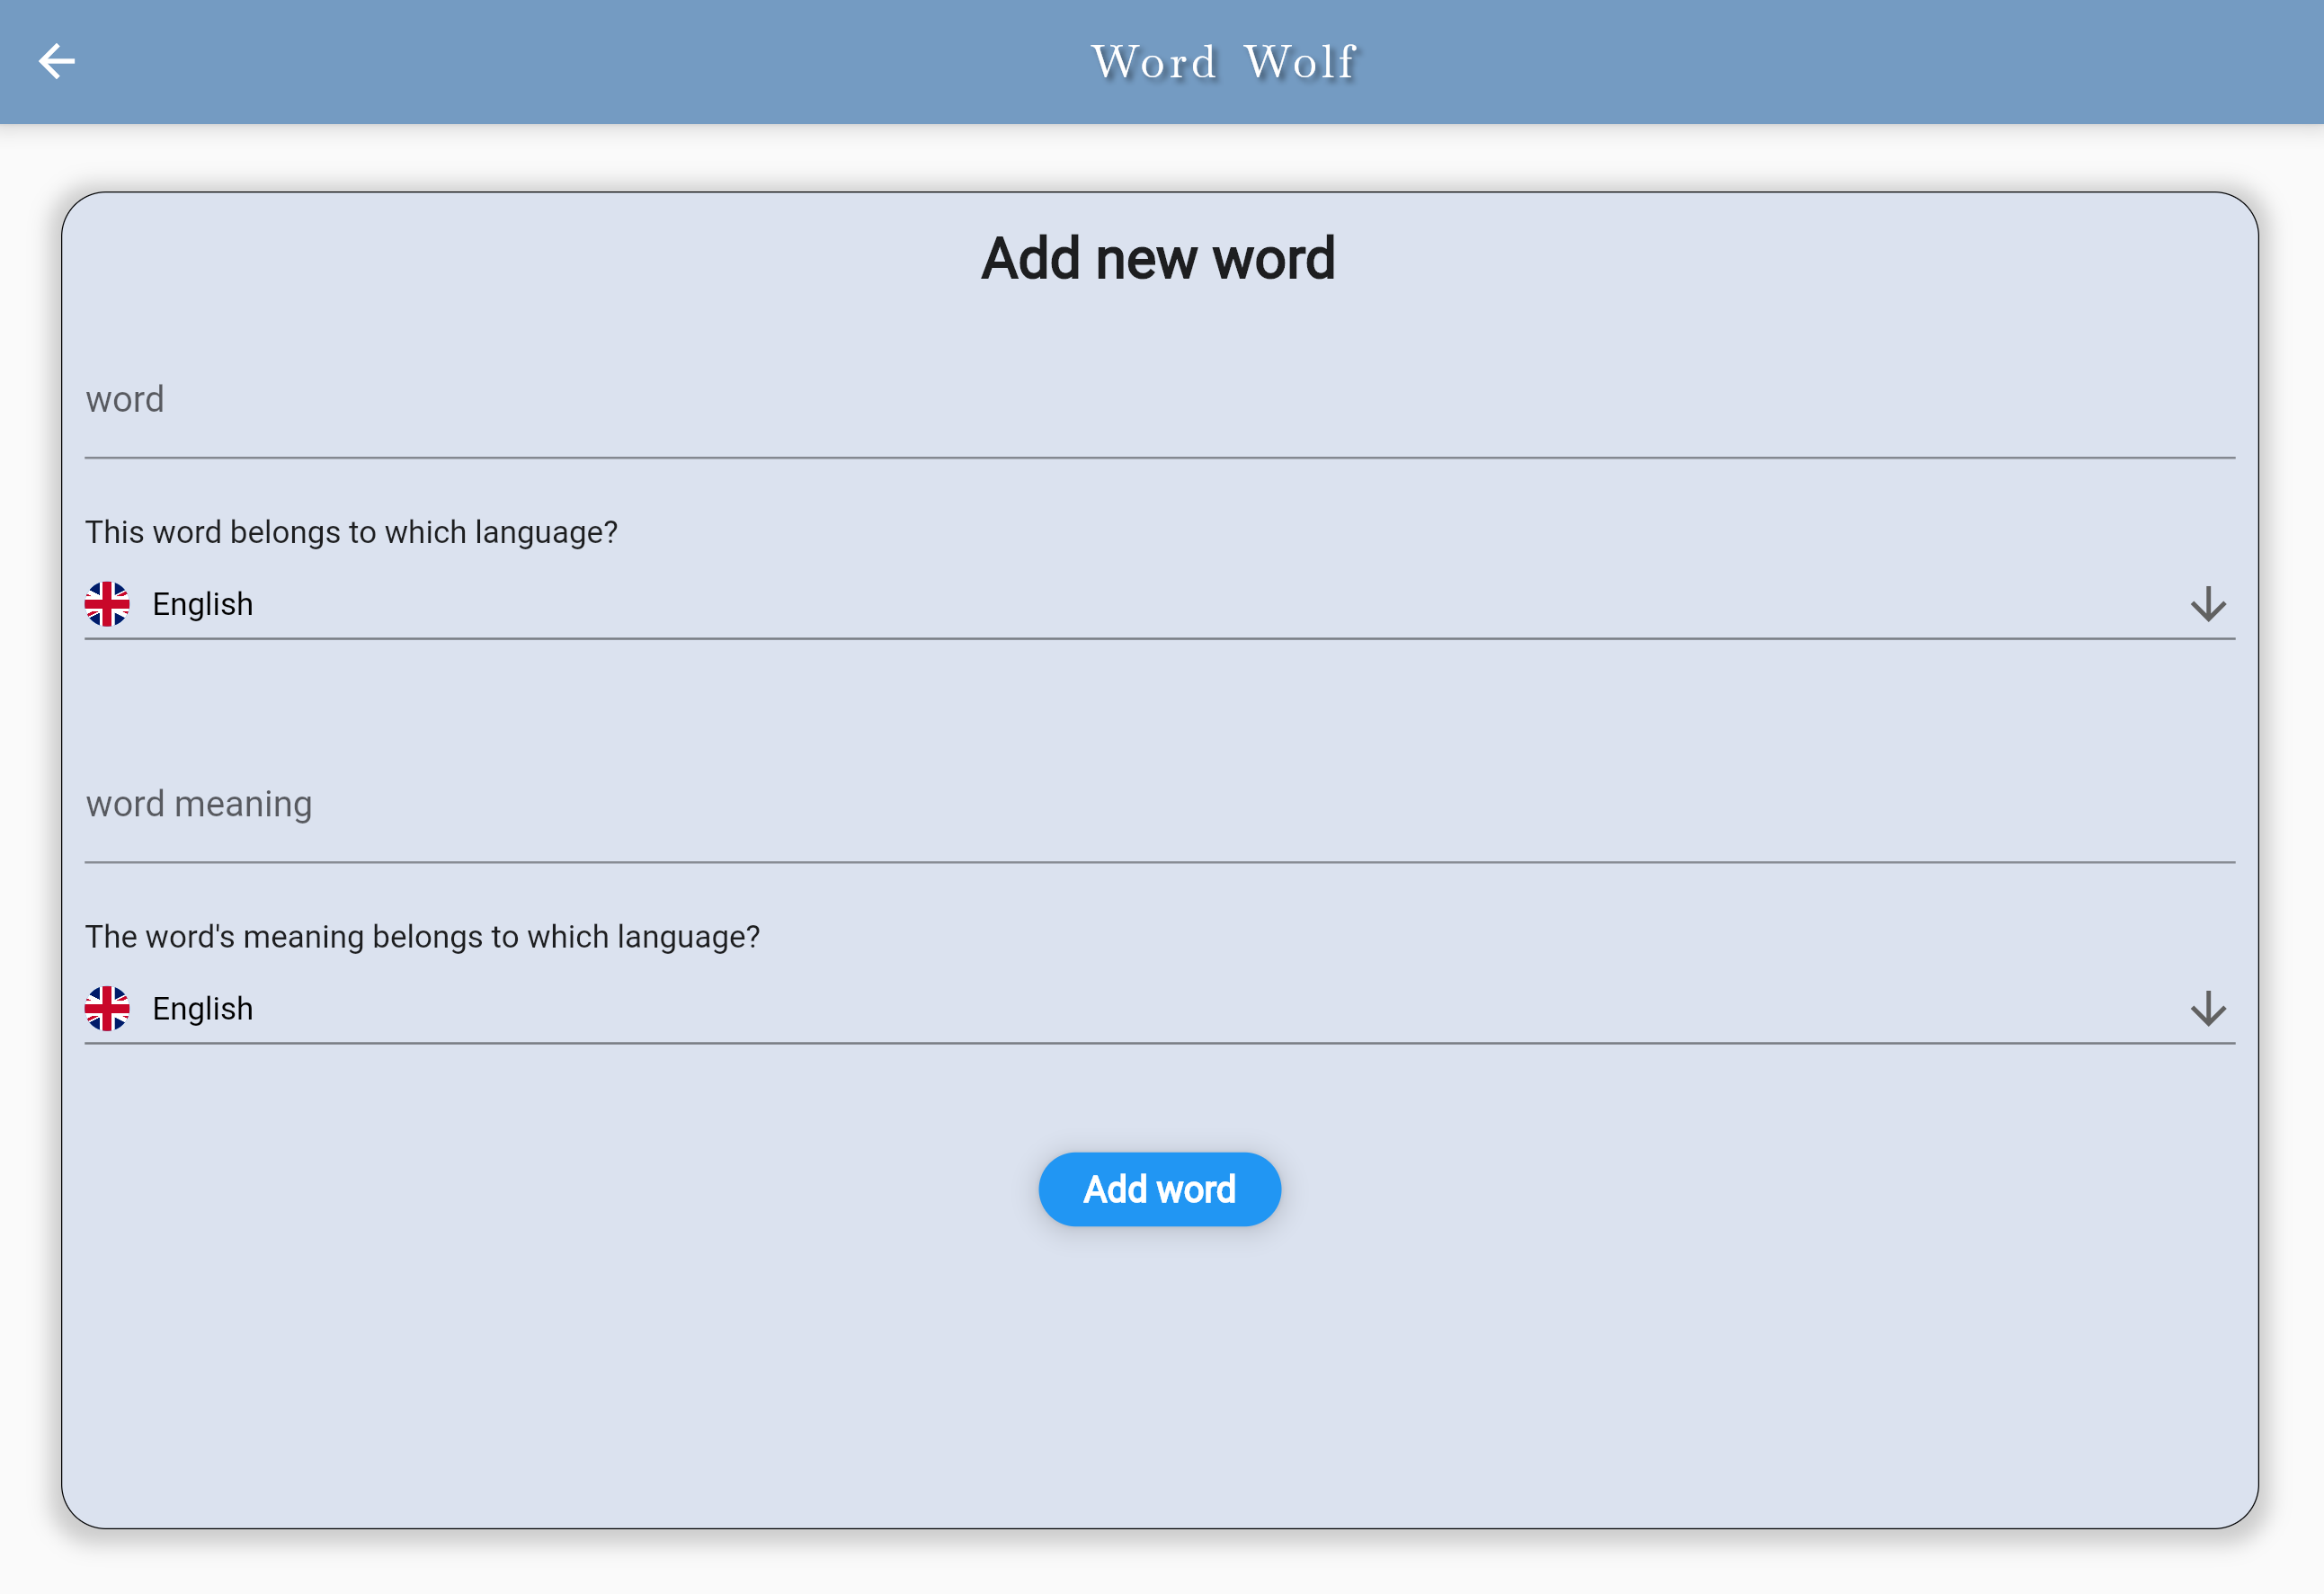 Word Wolf
Add new word
word
This word belongs to which language?
English
word meaning
The word's meaning belongs to which language?
English
Add word